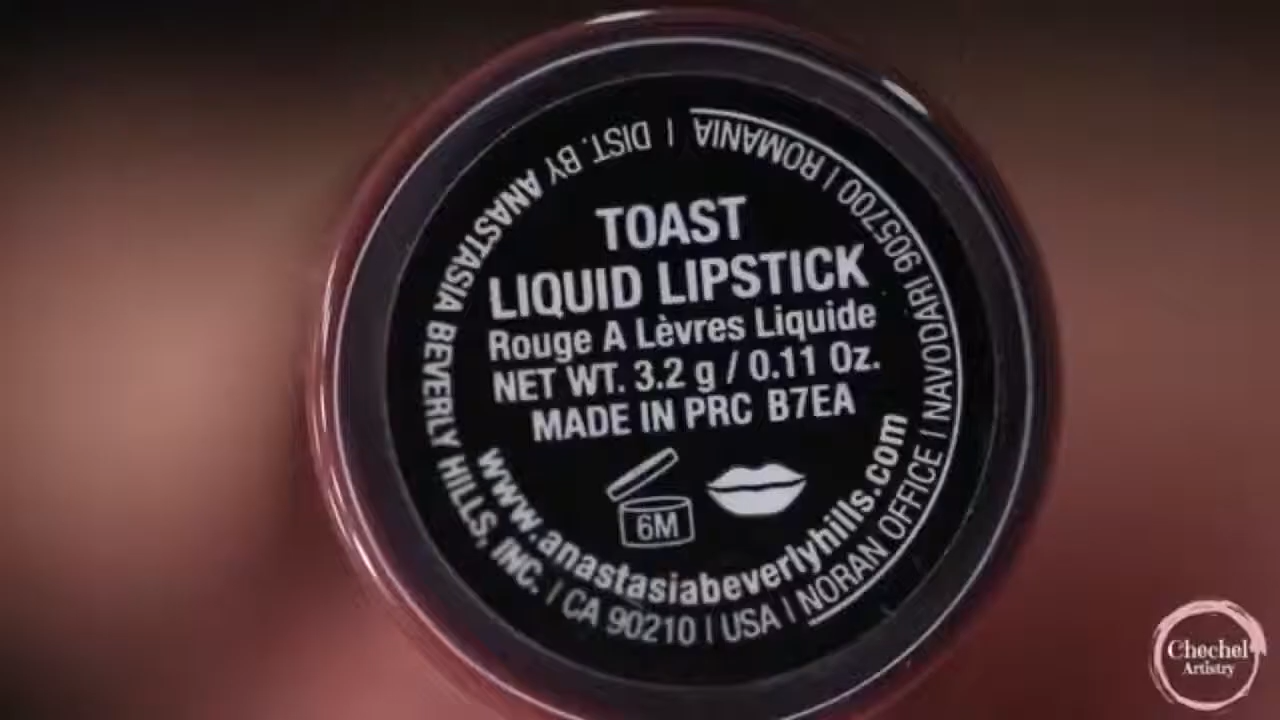 TOAST
LIQUID LIPSTICK
Rouge A Lèvres Liquide
NET WT. 3.2 g / 0.11 Oz.
MADE IN PRC B7EA
6M
www.anastasiabeverlyhills.com
DIST. BY ANASTASIA BEVERLY HILLS, INC. | CA 90210 | USA | NORAN OFFICE | NAVODARI 905700 | ROMANIA |
Chechel
Artistry